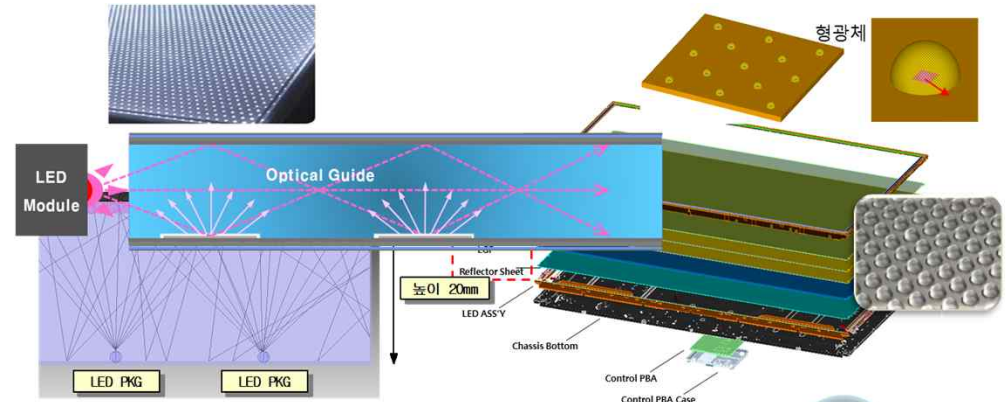 형광체
LED
Module
Optical Guide
Reflector Sheet
높이 20mm
LED ASS'Y
Chassis Bottom
LED PKG
LED PKG
Control PBA
Control PBA Case